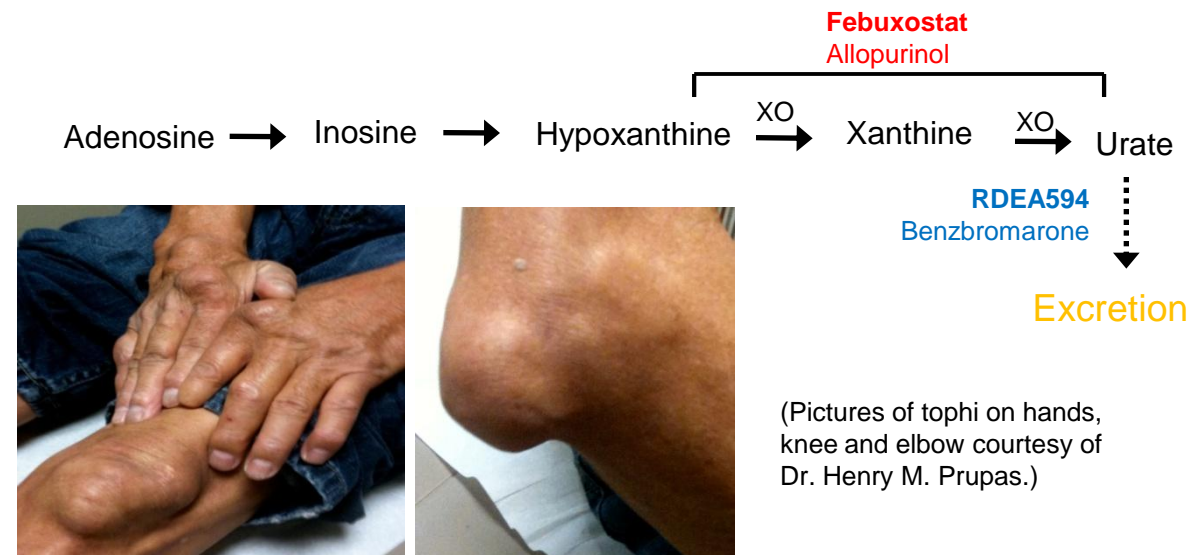 Febuxostat
Allopurinol
Adenosine Inosine Hypoxanthine XO Xanthine XO Urate
RDEA594
Benzbromarone
Excretion
(Pictures of tophi on hands,
knee and elbow courtesy of
Dr. Henry M. Prupas.)